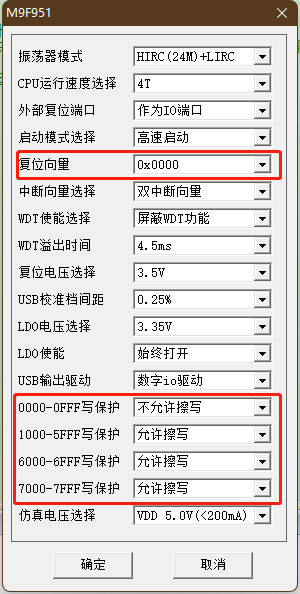 M9F951
振荡器模式 HIRC(24M)+LIRC
CPU运行速度选择 4T
外部复位端口 作为IO端口
启动模式选择 高速启动
复位向量 0x0000
中断向量选择 双中断向量
WDT使能选择 屏蔽WDT功能
WDT溢出时间 4.5ms
复位电压选择 3.5V
USB校准档间距 0.25%
LDO电压选择 3.35V
LDO使能 始终打开
USB输出驱动 数字io驱动
0000-0FFF写保护 不允许擦写
1000-5FFF写保护 允许擦写
6000-6FFF写保护 允许擦写
7000-7FFF写保护 允许擦写
仿真电压选择 VDD 5.0V(<200mA)
确定 取消